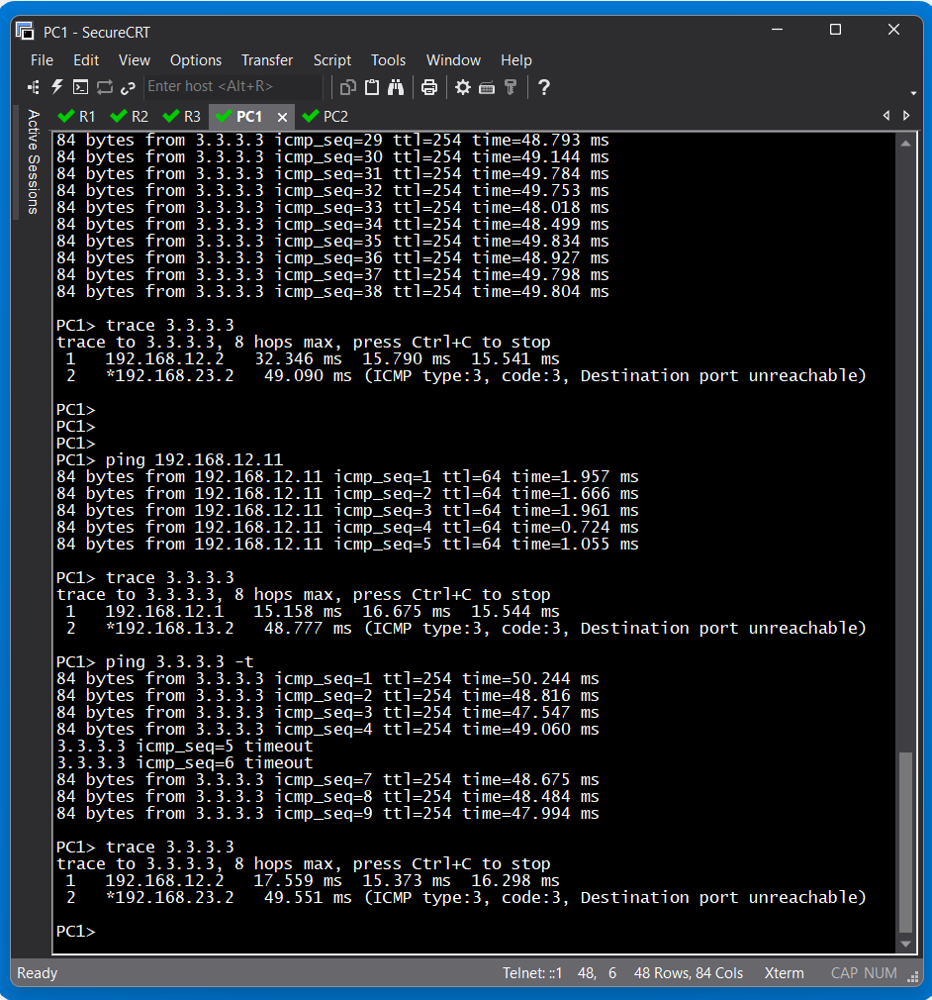 PC1 - SecureCRT
File Edit View Options Transfer Script Tools Window Help
Enter host <Alt+R>
R1 R2 R3 PC1 PC2
Active Sessions
84 bytes from 3.3.3.3 icmp_seq=29 ttl=254 time=48.793 ms
84 bytes from 3.3.3.3 icmp_seq=30 ttl=254 time=49.144 ms
84 bytes from 3.3.3.3 icmp_seq=31 ttl=254 time=49.784 ms
84 bytes from 3.3.3.3 icmp_seq=32 ttl=254 time=49.753 ms
84 bytes from 3.3.3.3 icmp_seq=33 ttl=254 time=48.018 ms
84 bytes from 3.3.3.3 icmp_seq=34 ttl=254 time=48.499 ms
84 bytes from 3.3.3.3 icmp_seq=35 ttl=254 time=49.834 ms
84 bytes from 3.3.3.3 icmp_seq=36 ttl=254 time=48.927 ms
84 bytes from 3.3.3.3 icmp_seq=37 ttl=254 time=49.798 ms
84 bytes from 3.3.3.3 icmp_seq=38 ttl=254 time=49.804 ms
PC1> trace 3.3.3.3
trace to 3.3.3.3, 8 hops max, press Ctrl+C to stop
1 192.168.12.2 32.346 ms 15.790 ms 15.541 ms
2 *192.168.23.2 49.090 ms (ICMP type:3, code:3, Destination port unreachable)
PC1>
PC1>
PC1>
PC1> ping 192.168.12.11
84 bytes from 192.168.12.11 icmp_seq=1 ttl=64 time=1.957 ms
84 bytes from 192.168.12.11 icmp_seq=2 ttl=64 time=1.666 ms
84 bytes from 192.168.12.11 icmp_seq=3 ttl=64 time=1.961 ms
84 bytes from 192.168.12.11 icmp_seq=4 ttl=64 time=0.724 ms
84 bytes from 192.168.12.11 icmp_seq=5 ttl=64 time=1.055 ms
PC1> trace 3.3.3.3
trace to 3.3.3.3, 8 hops max, press Ctrl+C to stop
1 192.168.12.1 15.158 ms 16.675 ms 15.544 ms
2 *192.168.13.2 48.777 ms (ICMP type:3, code:3, Destination port unreachable)
PC1> ping 3.3.3.3 -t
84 bytes from 3.3.3.3 icmp_seq=1 ttl=254 time=50.244 ms
84 bytes from 3.3.3.3 icmp_seq=2 ttl=254 time=48.816 ms
84 bytes from 3.3.3.3 icmp_seq=3 ttl=254 time=47.547 ms
84 bytes from 3.3.3.3 icmp_seq=4 ttl=254 time=49.060 ms
3.3.3.3 icmp_seq=5 timeout
3.3.3.3 icmp_seq=6 timeout
84 bytes from 3.3.3.3 icmp_seq=7 ttl=254 time=48.675 ms
84 bytes from 3.3.3.3 icmp_seq=8 ttl=254 time=48.484 ms
84 bytes from 3.3.3.3 icmp_seq=9 ttl=254 time=47.994 ms
PC1> trace 3.3.3.3
trace to 3.3.3.3, 8 hops max, press Ctrl+C to stop
1 192.168.12.2 17.559 ms 15.373 ms 16.298 ms
2 *192.168.23.2 49.551 ms (ICMP type:3, code:3, Destination port unreachable)
PC1>
Ready Telnet: ::1 48, 6 48 Rows, 84 Cols Xterm CAP NUM